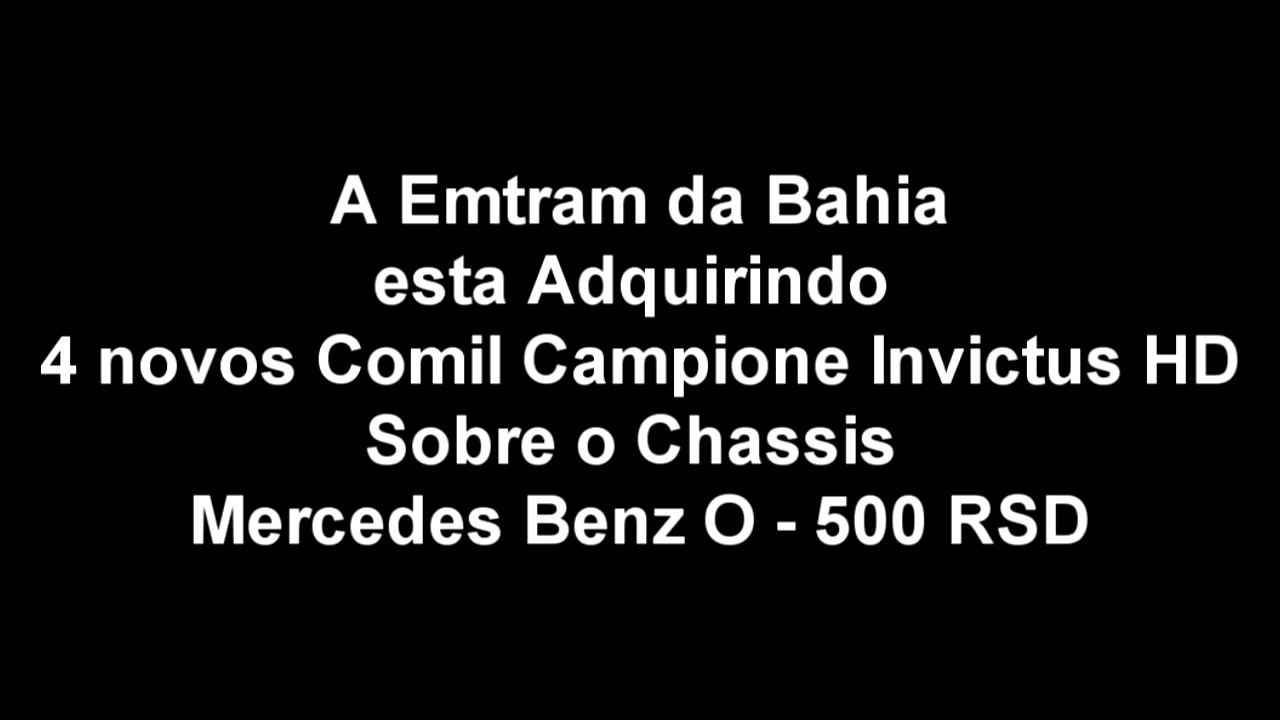 A Emtram da Bahia
esta Adquirindo
4 novos Comil Campione Invictus HD
Sobre o Chassis
Mercedes Benz O - 500 RSD